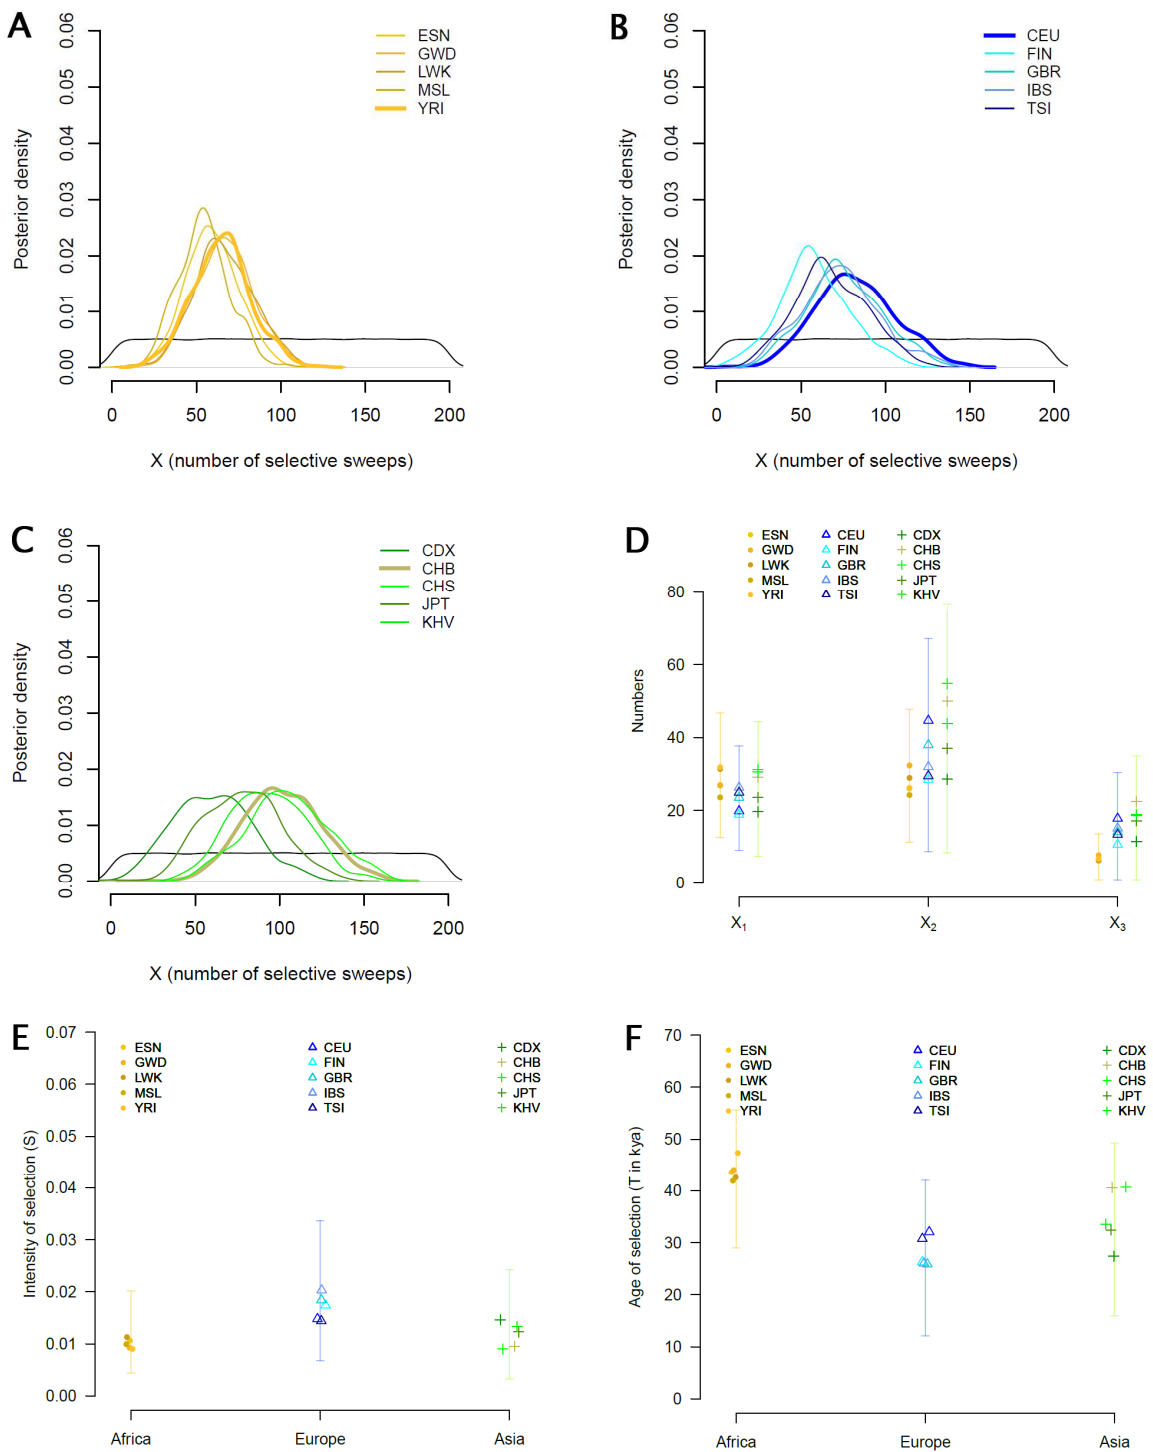 A
0.06
0.05
0.04
0.03
0.02
0.01
0.00
Posterior density
ESN
GWD
LWK
MSL
YRI
0 50 100 150 200
X (number of selective sweeps)
B
0.06
0.05
0.04
0.03
0.02
0.01
0.00
Posterior density
CEU
FIN
GBR
IBS
TSI
0 50 100 150 200
X (number of selective sweeps)
C
0.06
0.05
0.04
0.03
0.02
0.01
0.00
Posterior density
CDX
CHB
CHS
JPT
KHV
0 50 100 150 200
X (number of selective sweeps)
D
ESN CEU CDX
GWD FIN CHB
LWK GBR CHS
MSL IBS JPT
YRI TSI KHV
80
60
40
20
0
Numbers
X1 X2 X3
E
0.07
0.06
0.05
0.04
0.03
0.02
0.01
0.00
Intensity of selection (S)
ESN CEU CDX
GWD FIN CHB
LWK GBR CHS
MSL IBS JPT
YRI TSI KHV
Africa Europe Asia
F
70
60
50
40
30
20
10
0
Age of selection (T in kya)
ESN CEU CDX
GWD FIN CHB
LWK GBR CHS
MSL IBS JPT
YRI TSI KHV
Africa Europe Asia